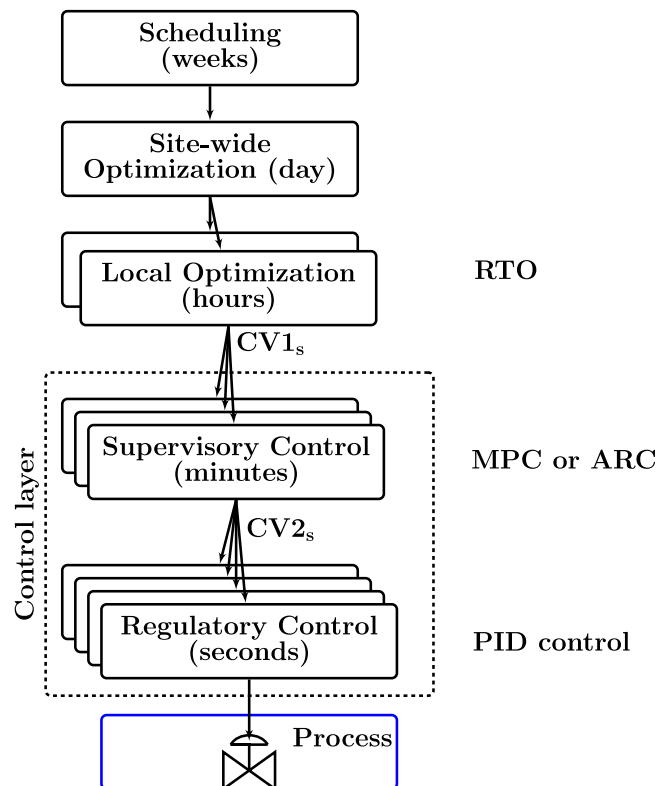 Scheduling
(weeks)
Site-wide
Optimization (day)
Local Optimization
(hours)
RTO
CV1s
Control layer
Supervisory Control
(minutes)
MPC or ARC
CV2s
Regulatory Control
(seconds)
PID control
Process